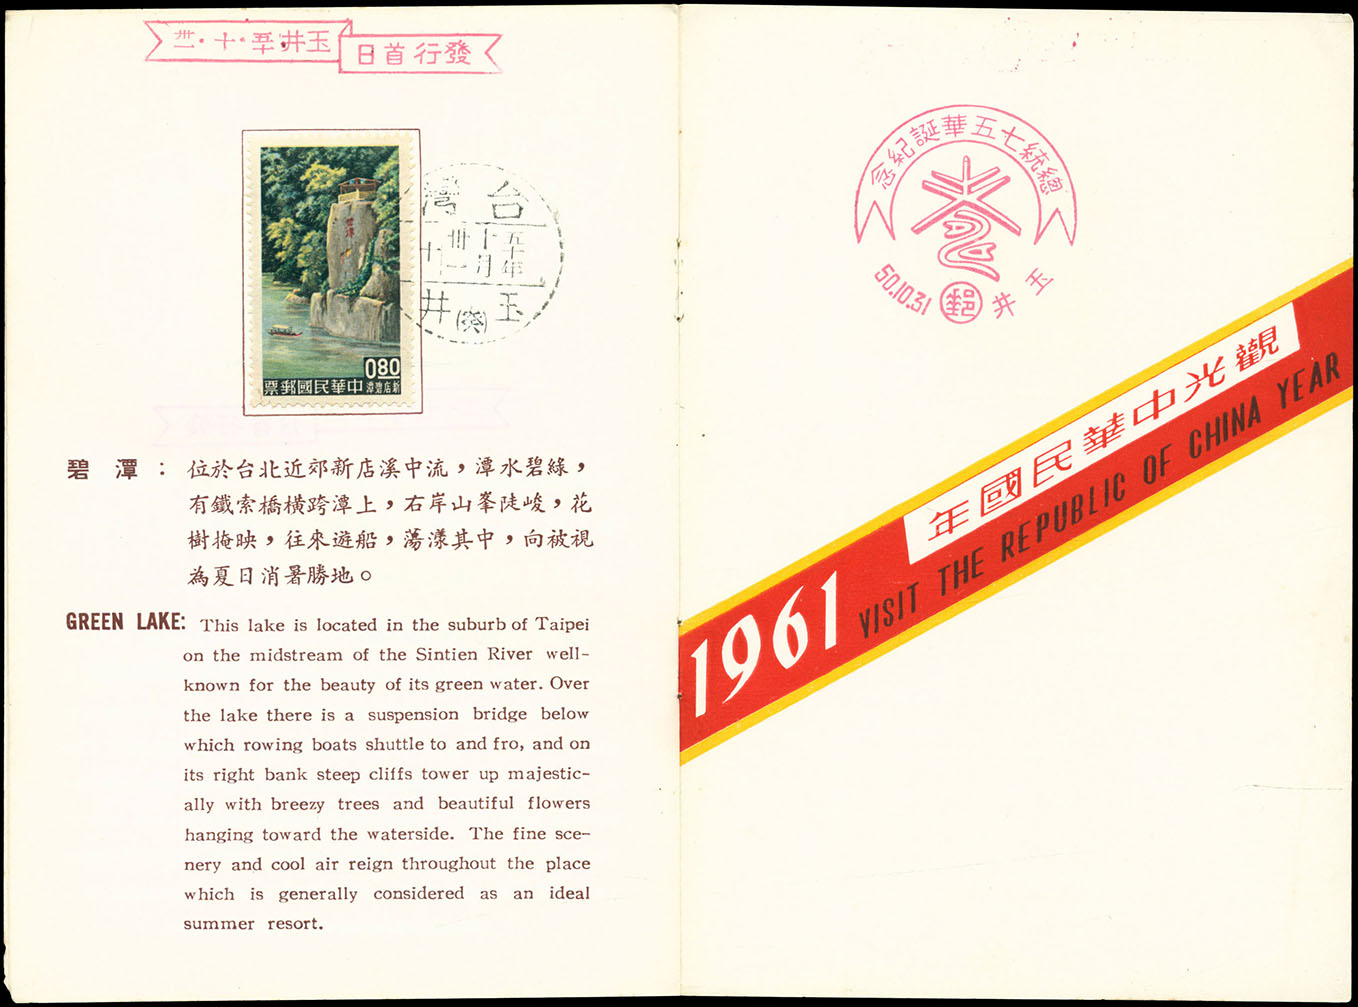 玉井·五十·十·卅一
發行首日
0.80
新店碧潭
中華民國郵票
台灣
五十年
十月
卅一
十
玉井
(癸)
碧潭：位於台北近郊新店溪中流，潭水碧綠，
有鐵索橋橫跨潭上，右岸山峯陡峻，花
樹掩映，往來遊船，蕩漾其中，向被視
為夏日消暑勝地。
GREEN LAKE: This lake is located in the suburb of Taipei
on the midstream of the Sintien River well-
known for the beauty of its green water. Over
the lake there is a suspension bridge below
which rowing boats shuttle to and fro, and on
its right bank steep cliffs tower up majestic-
ally with breezy trees and beautiful flowers
hanging toward the waterside. The fine sce-
nery and cool air reign throughout the place
which is generally considered as an ideal
summer resort.
總統七五華誕紀念
50.10.31
郵
玉井
觀光中華民國年
1961 VISIT THE REPUBLIC OF CHINA YEAR